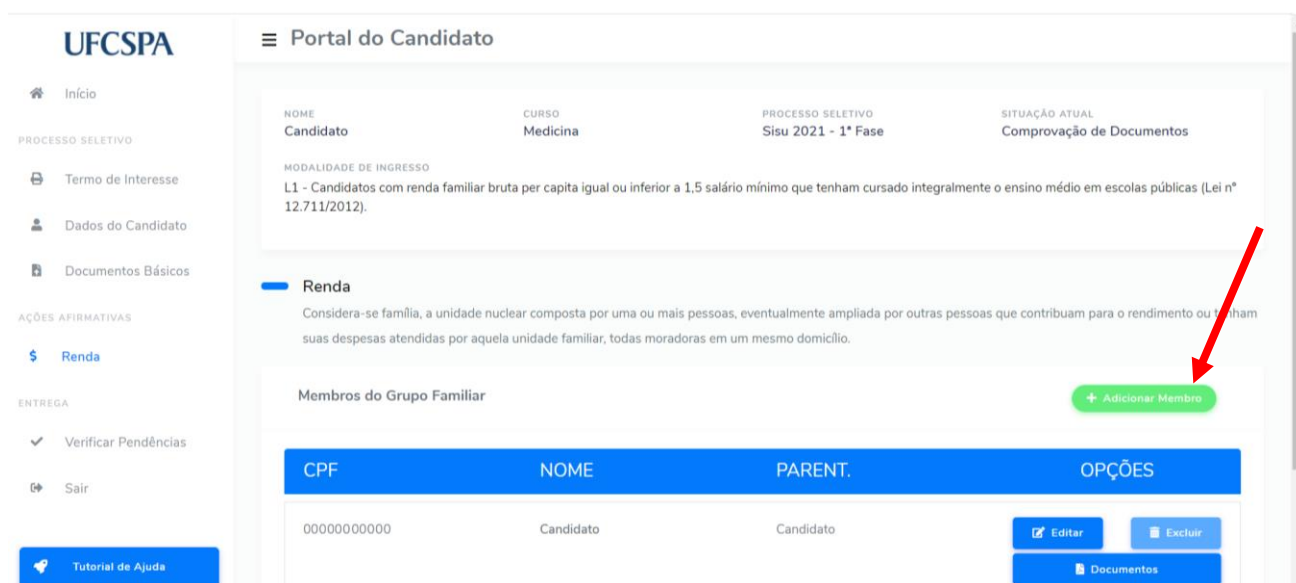 UFCSPA
Portal do Candidato
Início
PROCESSO SELETIVO
Termo de Interesse
Dados do Candidato
Documentos Básicos
AÇÕES AFIRMATIVAS
$ Renda
ENTREGA
Verificar Pendências
Sair
Tutorial de Ajuda
NOME
Candidato
CURSO
Medicina
PROCESSO SELETIVO
Sisu 2021 - 1ª Fase
SITUAÇÃO ATUAL
Comprovação de Documentos
MODALIDADE DE INGRESSO
L1 - Candidatos com renda familiar bruta per capita igual ou inferior a 1,5 salário mínimo que tenham cursado integralmente o ensino médio em escolas públicas (Lei nº
12.711/2012).
Renda
Considera-se família, a unidade nuclear composta por uma ou mais pessoas, eventualmente ampliada por outras pessoas que contribuam para o rendimento ou tenham
suas despesas atendidas por aquela unidade familiar, todas moradoras em um mesmo domicílio.
Membros do Grupo Familiar
+ Adicionar Membro
CPF NOME PARENT. OPÇÕES
00000000000 Candidato Candidato Editar Excluir
Documentos